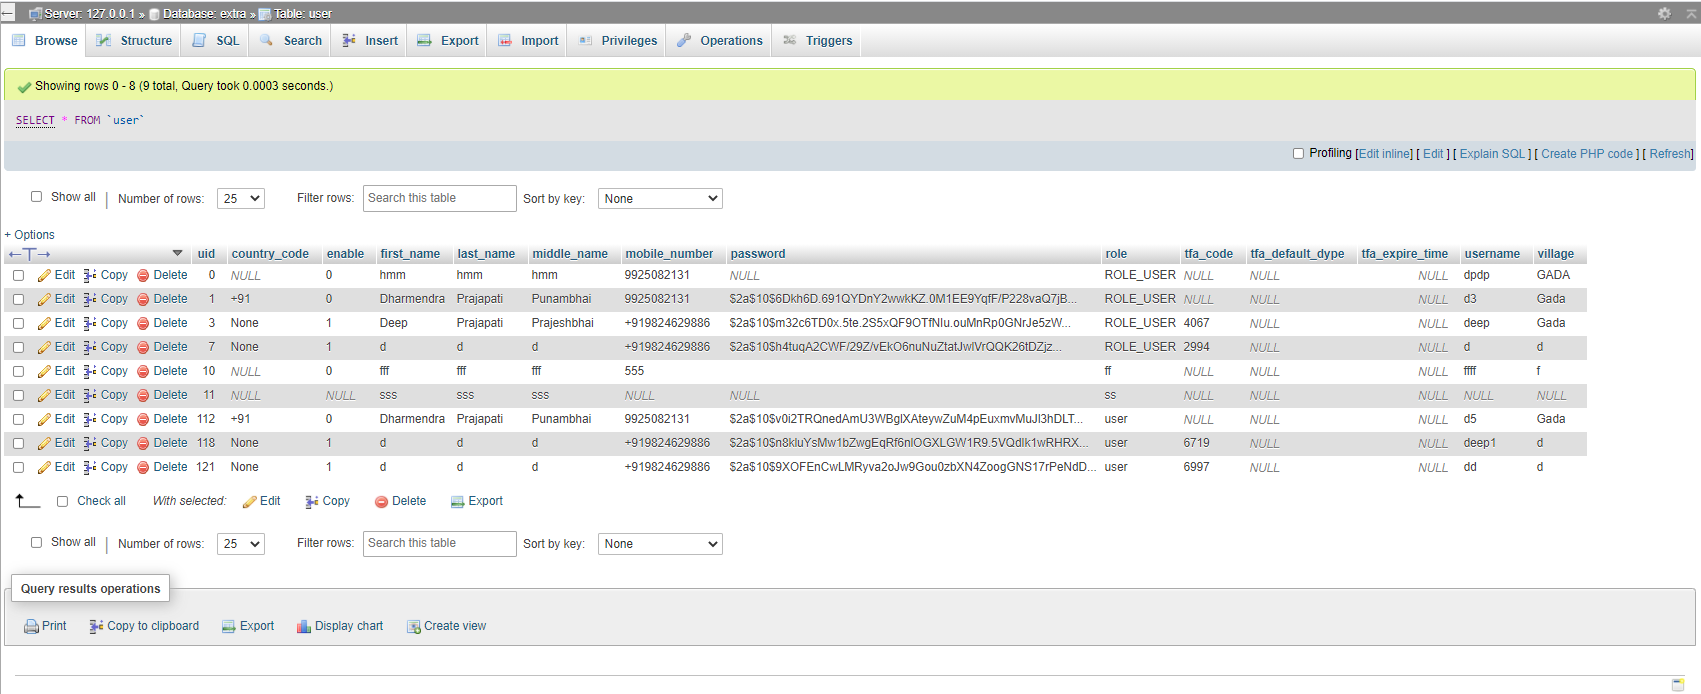 Server: 127.0.0.1 » Database: extra » Table: user
Browse Structure SQL Search Insert Export Import Privileges Operations Triggers
Showing rows 0 - 8 (9 total, Query took 0.0003 seconds.)
SELECT * FROM `user`
Profiling [Edit inline] [ Edit ] [ Explain SQL ] [ Create PHP code ] [ Refresh]
Show all | Number of rows: 25 Filter rows: Search this table Sort by key: None
+ Options
←T→ uid country_code enable first_name last_name middle_name mobile_number password role tfa_code tfa_default_dype tfa_expire_time username village
Edit Copy Delete 0 NULL 0 hmm hmm hmm 9925082131 NULL ROLE_USER NULL NULL NULL dpdp GADA
Edit Copy Delete 1 +91 0 Dharmendra Prajapati Punambhai 9925082131 $2a$10$6Dkh6D.691QYDnY2wwkKZ.0M1EE9YqfF/P228vaQ7jB... ROLE_USER NULL NULL NULL d3 Gada
Edit Copy Delete 3 None 1 Deep Prajapati Prajeshbhai +919824629886 $2a$10$m32c6TD0x.5te.2S5xQF9OTfNlu.ouMnRp0GNrJe5zW... ROLE_USER 4067 NULL NULL deep Gada
Edit Copy Delete 7 None 1 d d d +919824629886 $2a$10$h4tuqA2CWF/29Z/vEkO6nuNuZtatJwlVrQQK26tDZjz... ROLE_USER 2994 NULL NULL d d
Edit Copy Delete 10 NULL 0 fff fff fff 555 ff NULL NULL NULL ffff f
Edit Copy Delete 11 NULL NULL sss sss sss NULL NULL ss NULL NULL NULL NULL NULL
Edit Copy Delete 112 +91 0 Dharmendra Prajapati Punambhai 9925082131 $2a$10$v0i2TRQnedAmU3WBglXAteywZuM4pEuxmvMuJl3hDLT... user NULL NULL NULL d5 Gada
Edit Copy Delete 118 None 1 d d d +919824629886 $2a$10$n8kluYsMw1bZwgEqRf6nlOGXLGW1R9.5VQdlk1wRHRX... user 6719 NULL NULL deep1 d
Edit Copy Delete 121 None 1 d d d +919824629886 $2a$10$9XOFEnCwLMRyva2oJw9Gou0zbXN4ZoogGNS17rPeNdD... user 6997 NULL NULL dd d
Check all With selected: Edit Copy Delete Export
Show all | Number of rows: 25 Filter rows: Search this table Sort by key: None
Query results operations
Print Copy to clipboard Export Display chart Create view